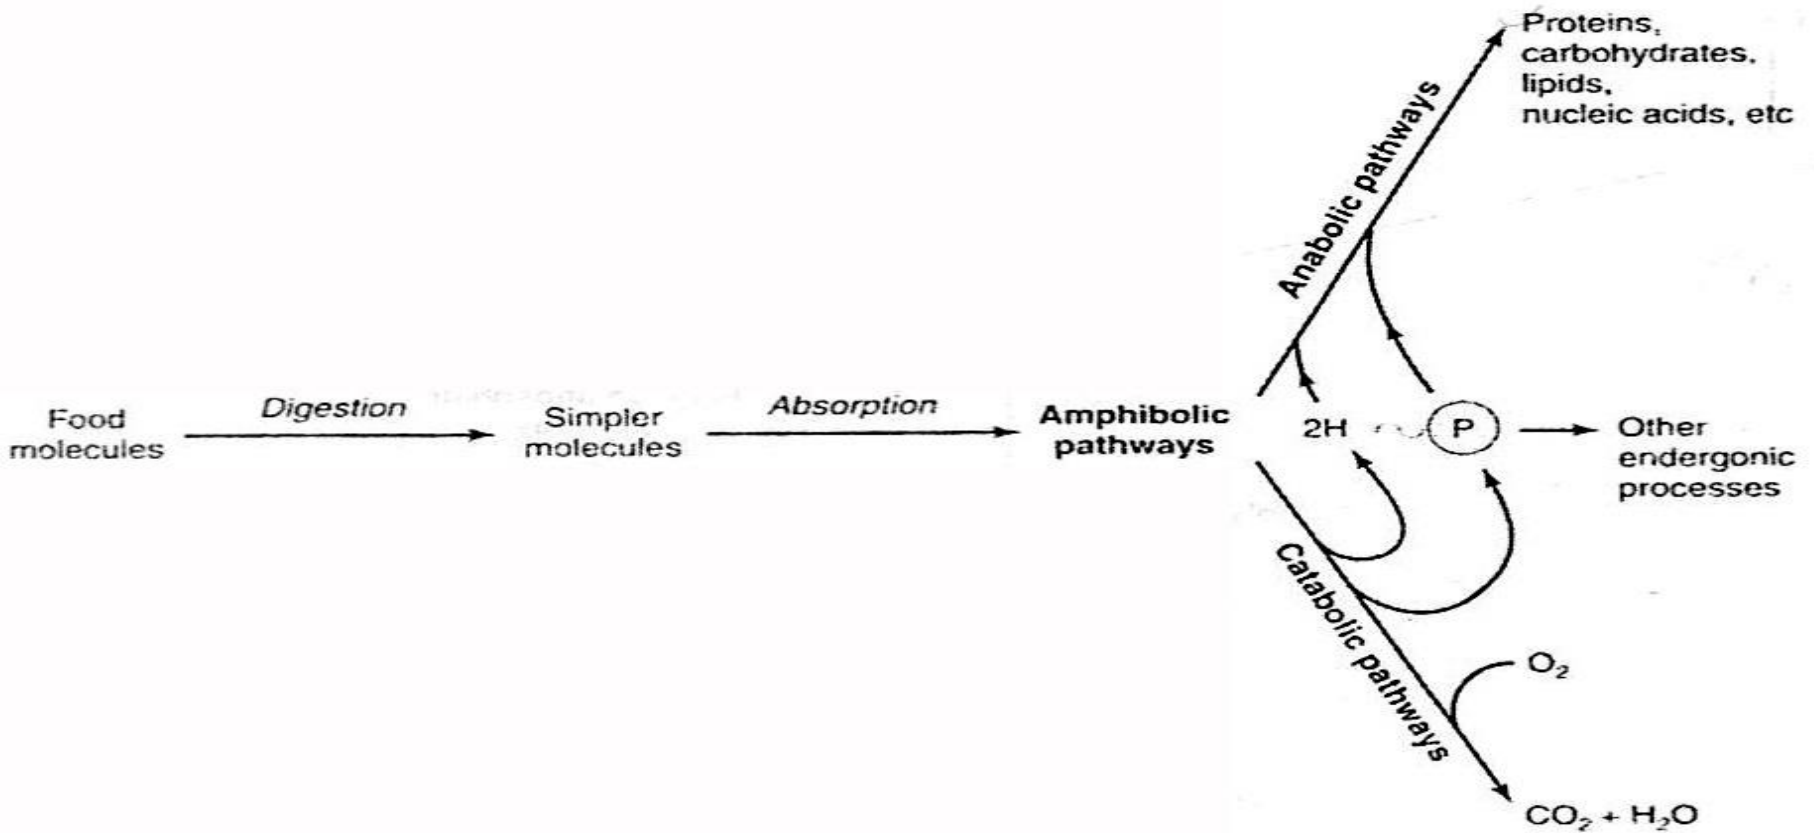 Food
molecules
Digestion
Simpler
molecules
Absorption
Amphibolic
pathways
Anabolic pathways
Proteins,
carbohydrates,
lipids,
nucleic acids, etc
2H
~ P
Other
endergonic
processes
Catabolic pathways
O₂
CO₂ + H₂O